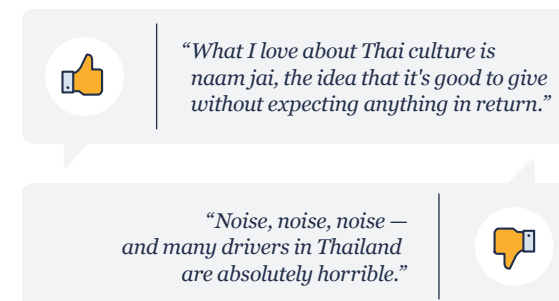 “What I love about Thai culture is
naam jai, the idea that it's good to give
without expecting anything in return.”
“Noise, noise, noise —
and many drivers in Thailand
are absolutely horrible.”